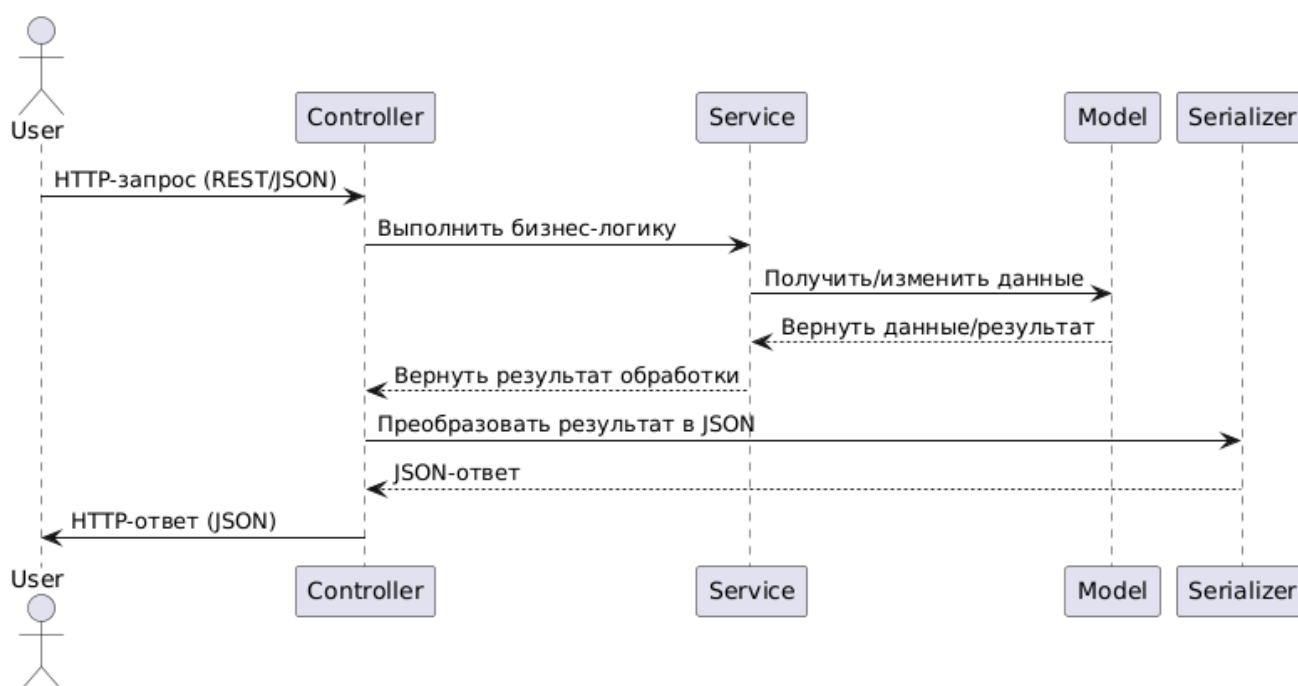 User
Controller
Service
Model
Serializer
HTTP-запрос (REST/JSON)
Выполнить бизнес-логику
Получить/изменить данные
Вернуть данные/результат
Вернуть результат обработки
Преобразовать результат в JSON
JSON-ответ
HTTP-ответ (JSON)
User
Controller
Service
Model
Serializer